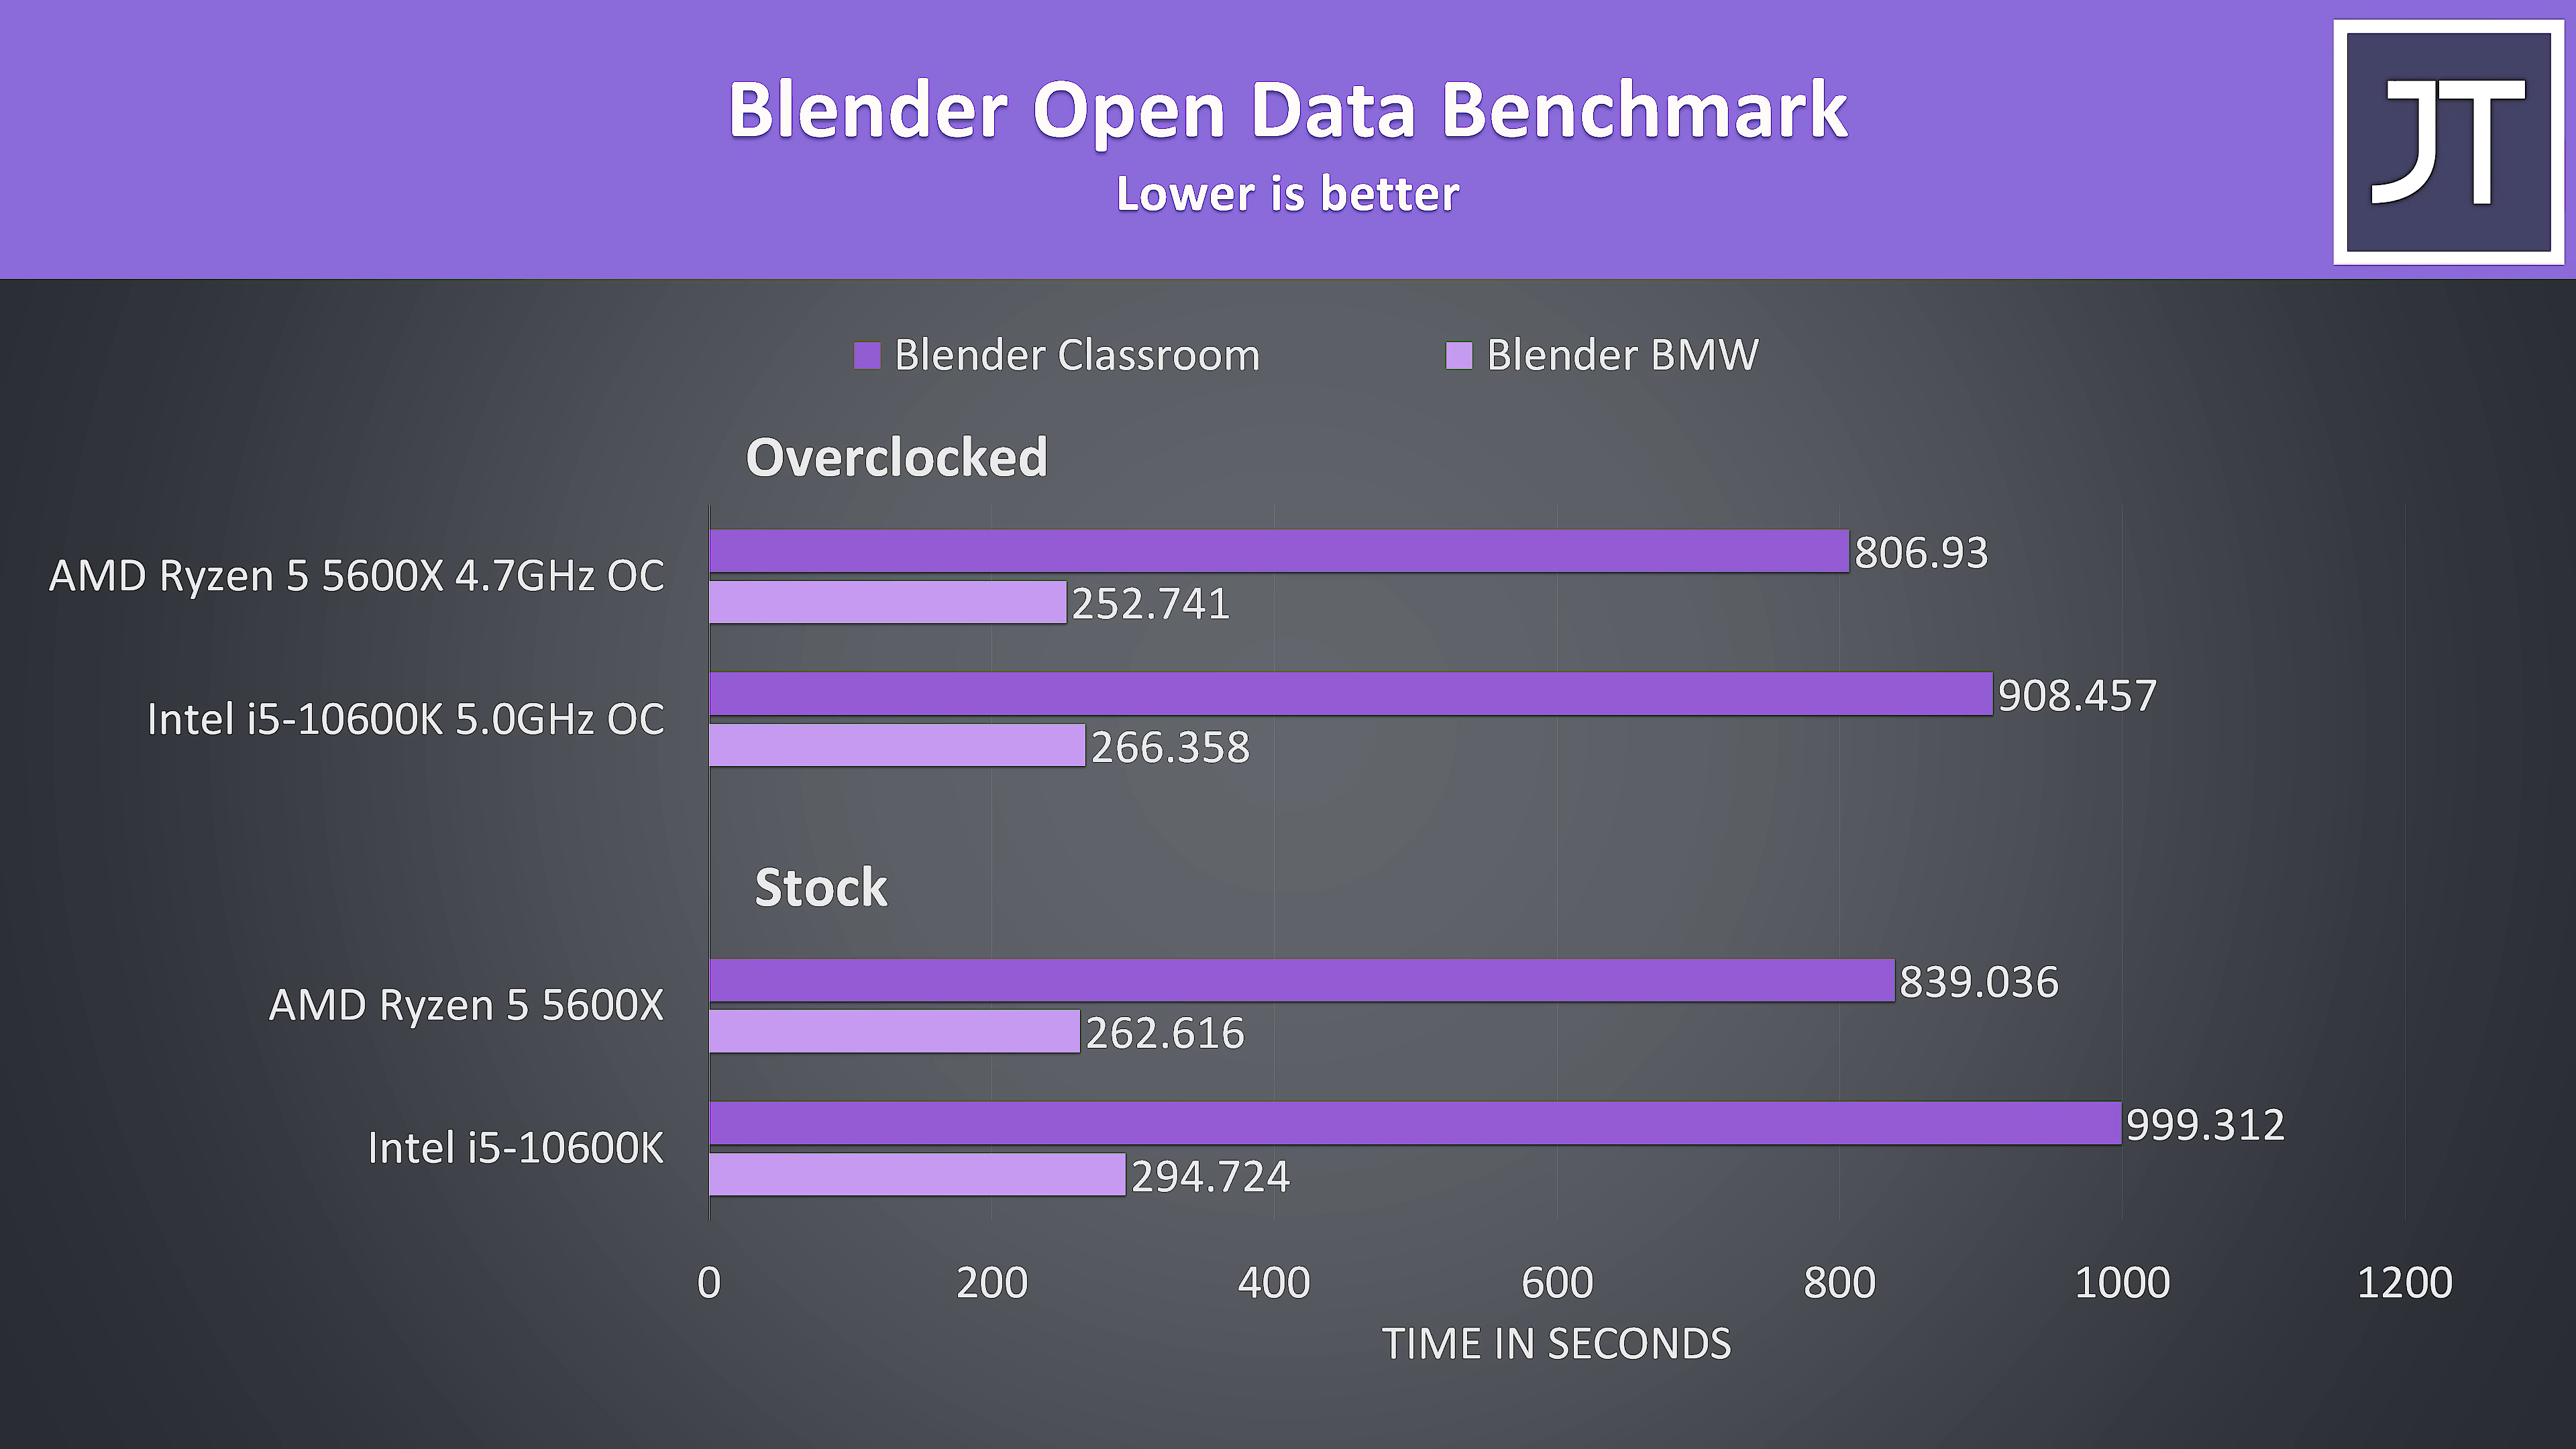 Blender Open Data Benchmark
Lower is better
JT
Blender Classroom
Blender BMW
Overclocked
AMD Ryzen 5 5600X 4.7GHz OC
806.93
252.741
Intel i5-10600K 5.0GHz OC
908.457
266.358
Stock
AMD Ryzen 5 5600X
839.036
262.616
Intel i5-10600K
999.312
294.724
0 200 400 600 800 1000 1200
TIME IN SECONDS